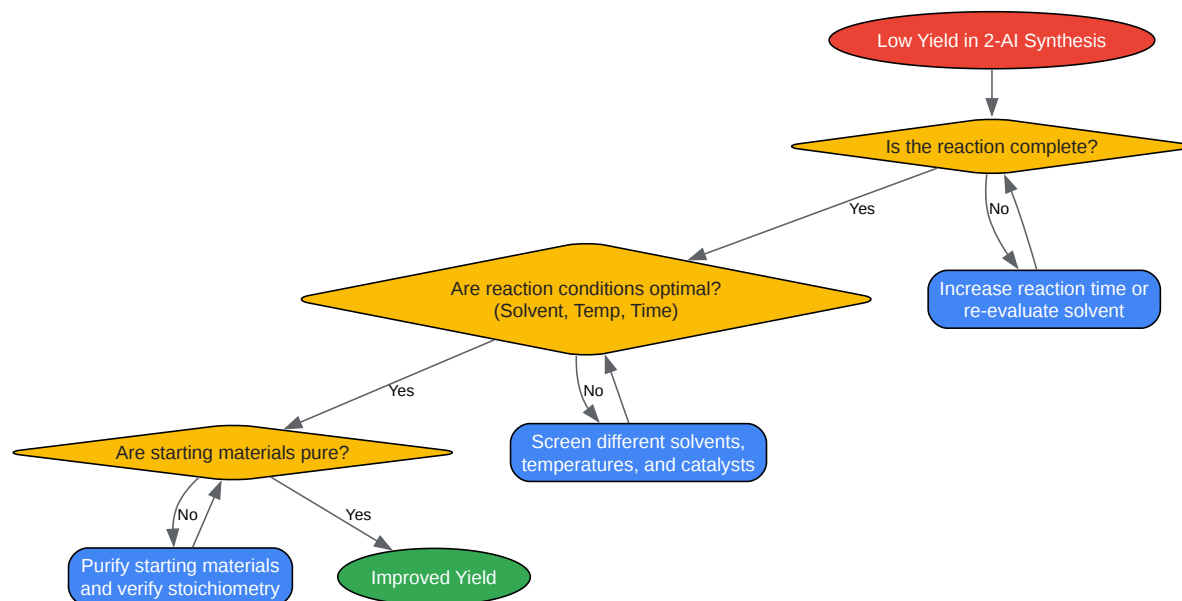 Low Yield in 2-AI Synthesis
Is the reaction complete?
Yes
No
Increase reaction time or
re-evaluate solvent
Are reaction conditions optimal?
(Solvent, Temp, Time)
Yes
No
Screen different solvents,
temperatures, and catalysts
Are starting materials pure?
No
Yes
Purify starting materials
and verify stoichiometry
Improved Yield